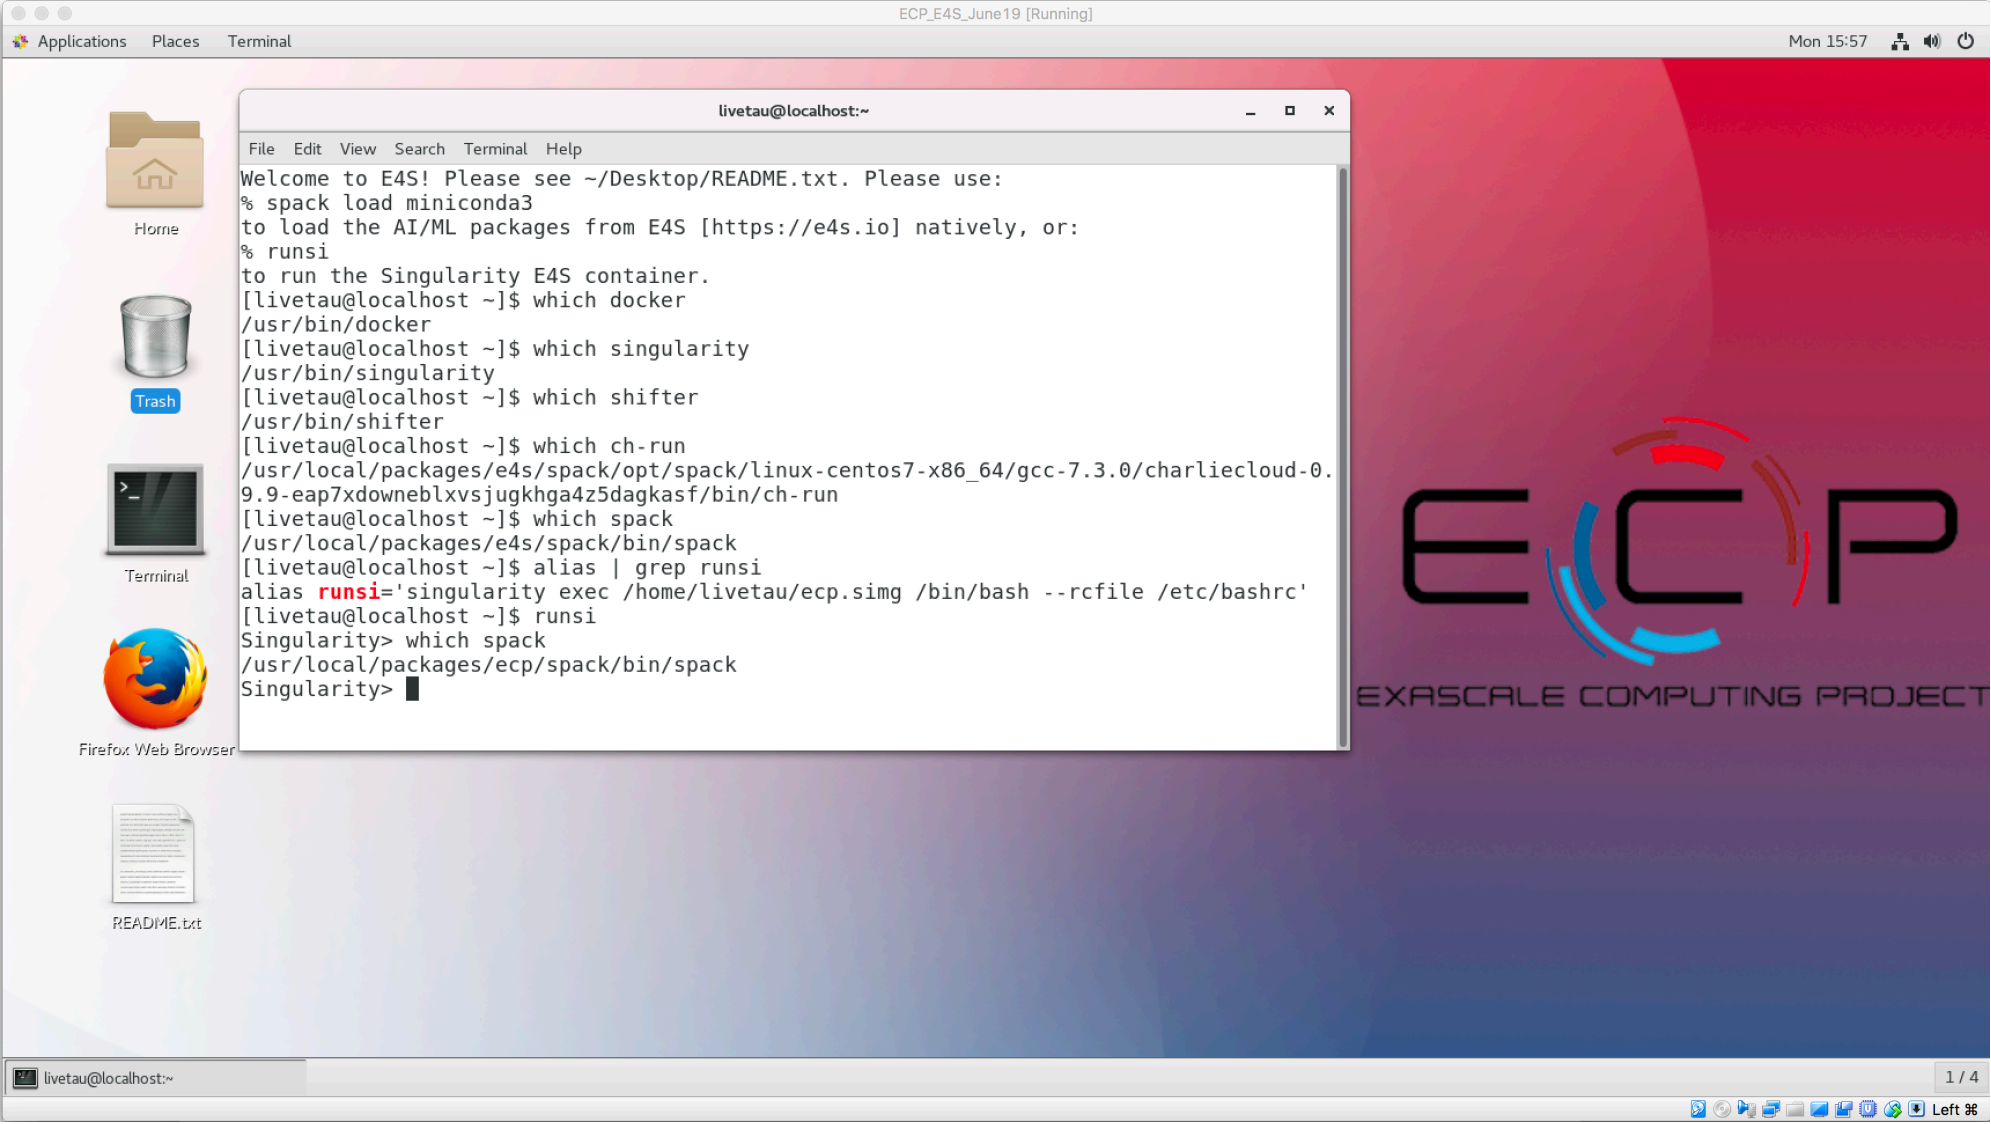 ECP_E4S_June19 [Running]
Applications Places Terminal Mon 15:57
livetau@localhost:~
File Edit View Search Terminal Help
Welcome to E4S! Please see ~/Desktop/README.txt. Please use:
% spack load miniconda3
to load the AI/ML packages from E4S [https://e4s.io] natively, or:
% runsi
to run the Singularity E4S container.
[livetau@localhost ~]$ which docker
/usr/bin/docker
[livetau@localhost ~]$ which singularity
/usr/bin/singularity
[livetau@localhost ~]$ which shifter
/usr/bin/shifter
[livetau@localhost ~]$ which ch-run
/usr/local/packages/e4s/spack/opt/spack/linux-centos7-x86_64/gcc-7.3.0/charliecloud-0.
9.9-eap7xdowneblxvsjugkhga4z5dagkasf/bin/ch-run
[livetau@localhost ~]$ which spack
/usr/local/packages/e4s/spack/bin/spack
[livetau@localhost ~]$ alias | grep runsi
alias runsi='singularity exec /home/livetau/ecp.simg /bin/bash --rcfile /etc/bashrc'
[livetau@localhost ~]$ runsi
Singularity> which spack
/usr/local/packages/ecp/spack/bin/spack
Singularity>
Home
Trash
Terminal
Firefox Web Browser
README.txt
ECP
EXASCALE COMPUTING PROJECT
livetau@localhost:~
1 / 4
Left ⌘